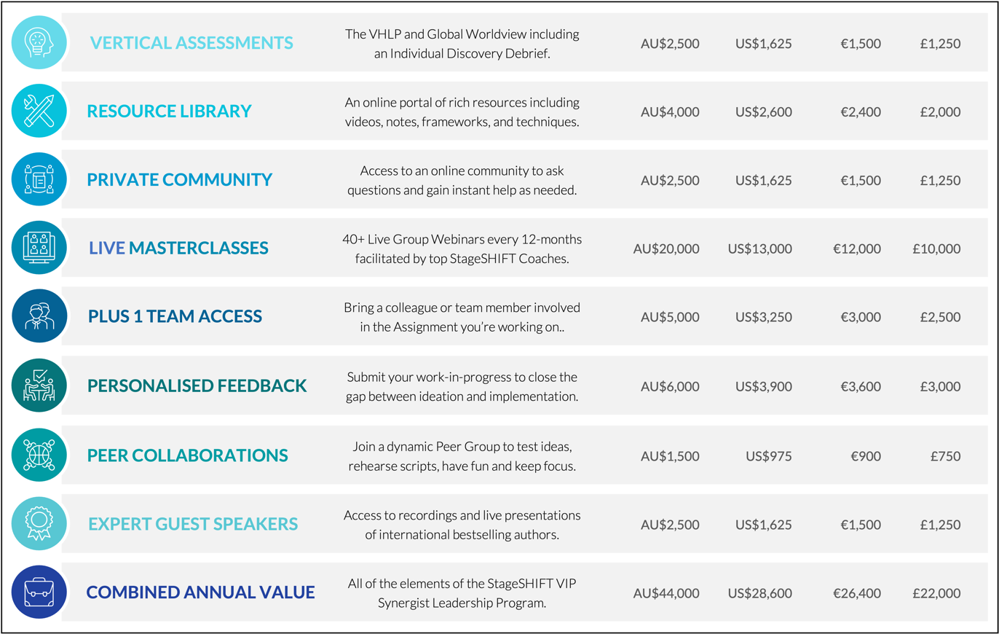 VERTICAL ASSESSMENTS
The VHLP and Global Worldview including
an Individual Discovery Debrief.
AU$2,500 US$1,625 €1,500 £1,250
RESOURCE LIBRARY
An online portal of rich resources including
videos, notes, frameworks, and techniques.
AU$4,000 US$2,600 €2,400 £2,000
PRIVATE COMMUNITY
Access to an online community to ask
questions and gain instant help as needed.
AU$2,500 US$1,625 €1,500 £1,250
LIVE MASTERCLASSES
40+ Live Group Webinars every 12-months
facilitated by top StageSHIFT Coaches.
AU$20,000 US$13,000 €12,000 £10,000
PLUS 1 TEAM ACCESS
Bring a colleague or team member involved
in the Assignment you’re working on..
AU$5,000 US$3,250 €3,000 £2,500
PERSONALISED FEEDBACK
Submit your work-in-progress to close the
gap between ideation and implementation.
AU$6,000 US$3,900 €3,600 £3,000
PEER COLLABORATIONS
Join a dynamic Peer Group to test ideas,
rehearse scripts, have fun and keep focus.
AU$1,500 US$975 €900 £750
EXPERT GUEST SPEAKERS
Access to recordings and live presentations
of international bestselling authors.
AU$2,500 US$1,625 €1,500 £1,250
COMBINED ANNUAL VALUE
All of the elements of the StageSHIFT VIP
Synergist Leadership Program.
AU$44,000 US$28,600 €26,400 £22,000